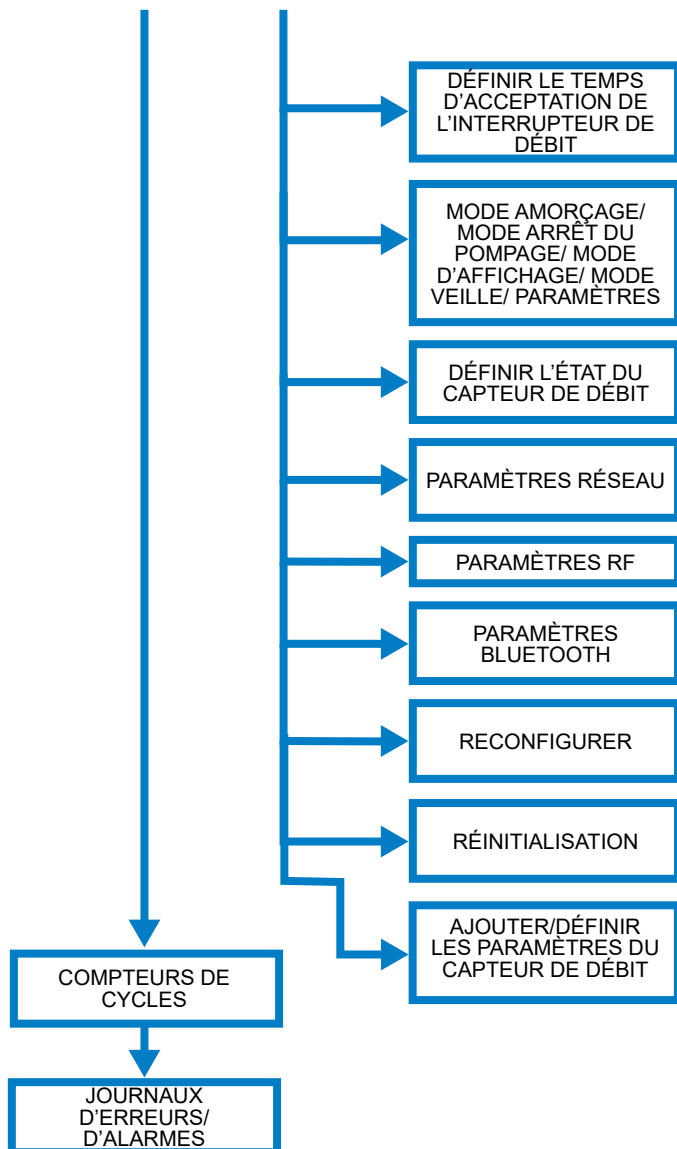 DÉFINIR LE TEMPS
D’ACCEPTATION DE
L’INTERRUPTEUR DE
DÉBIT
MODE AMORÇAGE/
MODE ARRÊT DU
POMPAGE/ MODE
D’AFFICHAGE/ MODE
VEILLE/ PARAMÈTRES
DÉFINIR L’ÉTAT DU
CAPTEUR DE DÉBIT
PARAMÈTRES RÉSEAU
PARAMÈTRES RF
PARAMÈTRES
BLUETOOTH
RECONFIGURER
RÉINITIALISATION
AJOUTER/DÉFINIR
LES PARAMÈTRES DU
CAPTEUR DE DÉBIT
COMPTEURS DE
CYCLES
JOURNAUX
D’ERREURS/
D’ALARMES